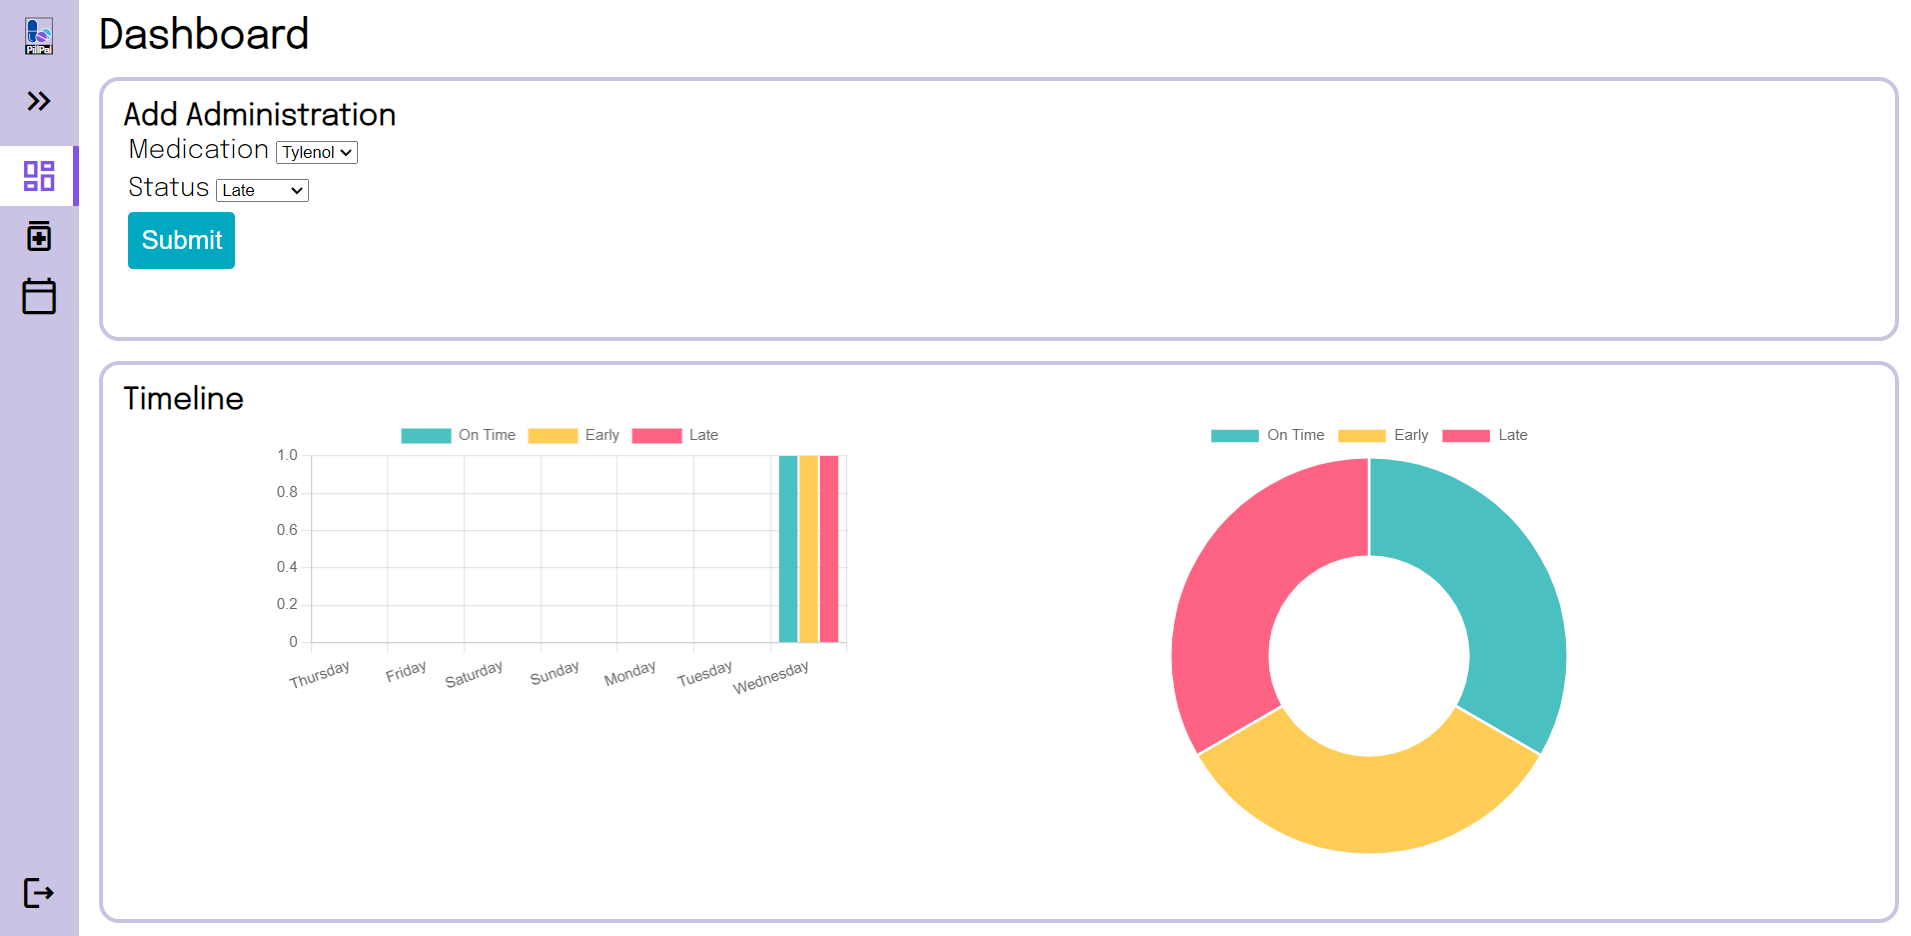 PillPal
Dashboard
Add Administration
Medication Tylenol
Status Late
Submit
Timeline
On Time Early Late
1.0
0.8
0.6
0.4
0.2
0
Thursday Friday Saturday Sunday Monday Tuesday Wednesday
On Time Early Late